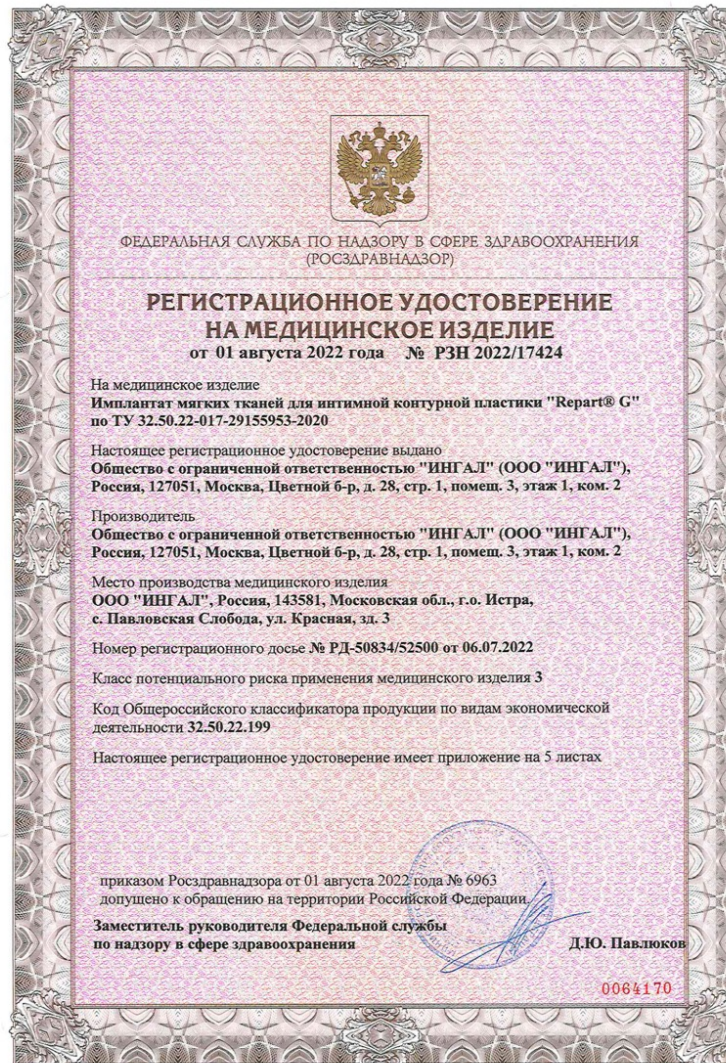 ФЕДЕРАЛЬНАЯ СЛУЖБА ПО НАДЗОРУ В СФЕРЕ ЗДРАВООХРАНЕНИЯ
(РОСЗДРАВНАДЗОР)
РЕГИСТРАЦИОННОЕ УДОСТОВЕРЕНИЕ
НА МЕДИЦИНСКОЕ ИЗДЕЛИЕ
от 01 августа 2022 года № РЗН 2022/17424
На медицинское изделие
Имплантат мягких тканей для интимной контурной пластики "Repart® G"
по ТУ 32.50.22-017-29155953-2020
Настоящее регистрационное удостоверение выдано
Общество с ограниченной ответственностью "ИНГАЛ" (ООО "ИНГАЛ"),
Россия, 127051, Москва, Цветной б-р, д. 28, стр. 1, помещ. 3, этаж 1, ком. 2
Производитель
Общество с ограниченной ответственностью "ИНГАЛ" (ООО "ИНГАЛ"),
Россия, 127051, Москва, Цветной б-р, д. 28, стр. 1, помещ. 3, этаж 1, ком. 2
Место производства медицинского изделия
ООО "ИНГАЛ", Россия, 143581, Московская обл., г.о. Истра,
с. Павловская Слобода, ул. Красная, зд. 3
Номер регистрационного досье № РД-50834/52500 от 06.07.2022
Класс потенциального риска применения медицинского изделия 3
Код Общероссийского классификатора продукции по видам экономической
деятельности 32.50.22.199
Настоящее регистрационное удостоверение имеет приложение на 5 листах
приказом Росздравнадзора от 01 августа 2022 года № 6963
допущено к обращению на территории Российской Федерации.
Заместитель руководителя Федеральной службы
по надзору в сфере здравоохранения
Д.Ю. Павлюков
0064170